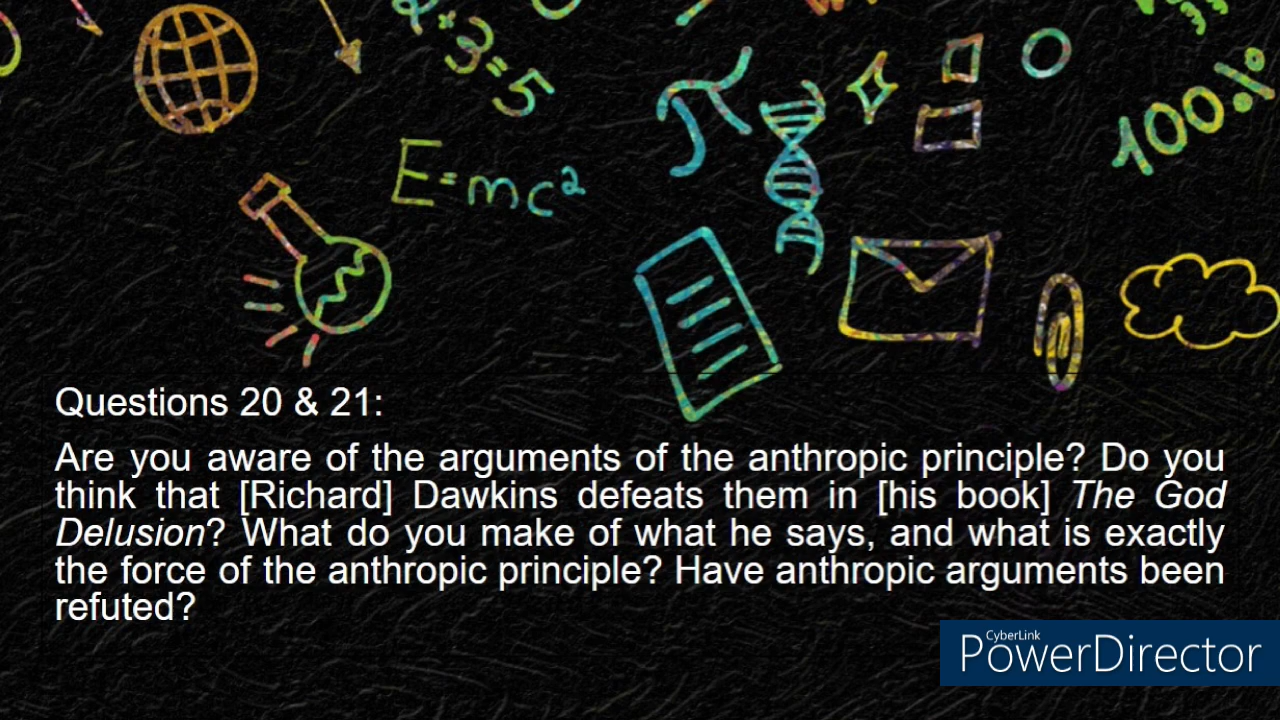 2×3=5
π
100%
E=mc²
Questions 20 & 21:
Are you aware of the arguments of the anthropic principle? Do you
think that [Richard] Dawkins defeats them in [his book] The God
Delusion? What do you make of what he says, and what is exactly
the force of the anthropic principle? Have anthropic arguments been
refuted?
CyberLink
PowerDirector